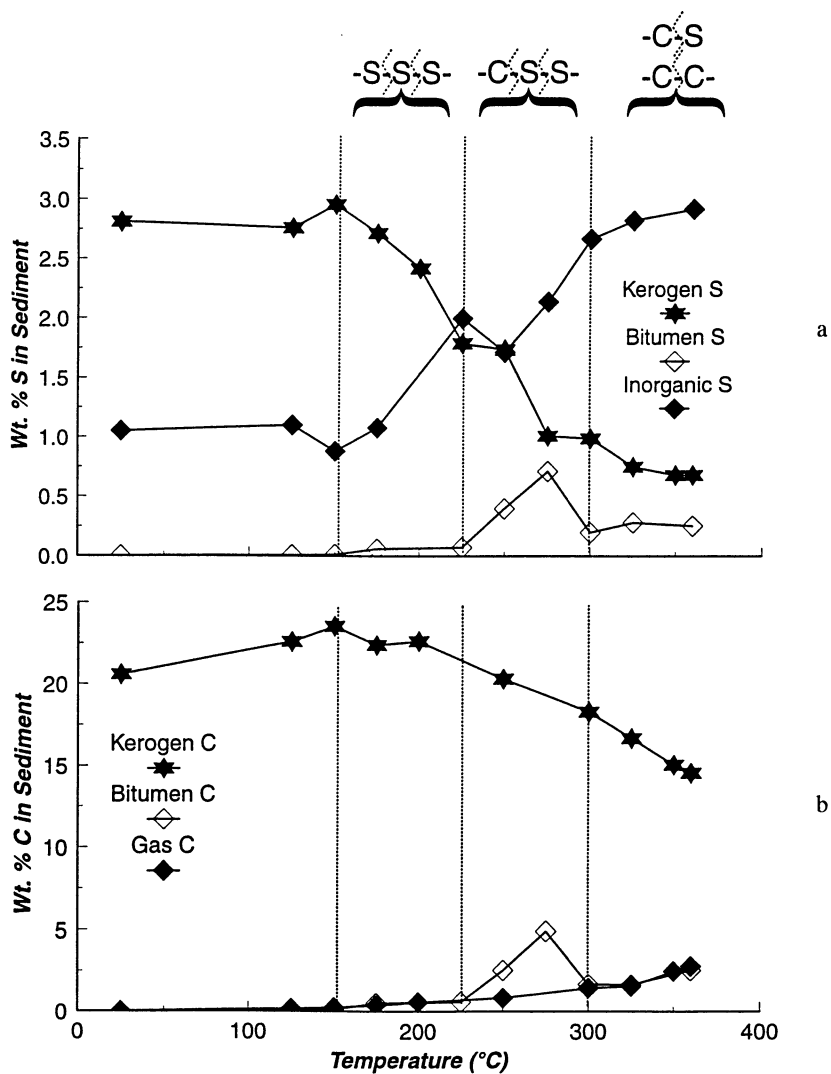 -C-S
-S-S-S- -C-S-S- -C-C-
3.5
3.0
2.5
2.0
1.5
1.0
0.5
0.0
Wt. % S in Sediment
Kerogen S
Bitumen S
Inorganic S
a
25
20
15
10
5
0
Wt. % C in Sediment
Kerogen C
Bitumen C
Gas C
b
0 100 200 300 400
Temperature (°C)